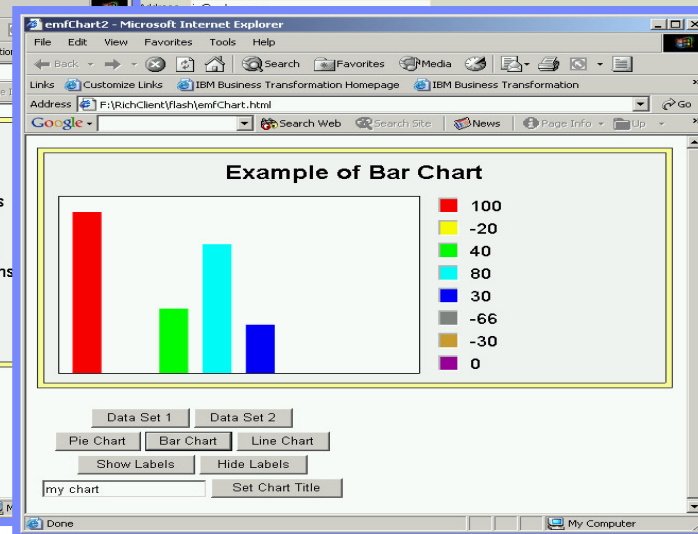 emfChart2 - Microsoft Internet Explorer
File Edit View Favorites Tools Help
Back Search Favorites Media
Links Customize Links IBM Business Transformation Homepage IBM Business Transformation
Address F:\RichClient\flash\emfChart.html Go
Google Search Web Search Site News Page Info Up
Example of Bar Chart
100
-20
40
80
30
-66
-30
0
Data Set 1 Data Set 2
Pie Chart Bar Chart Line Chart
Show Labels Hide Labels
my chart Set Chart Title
Done My Computer